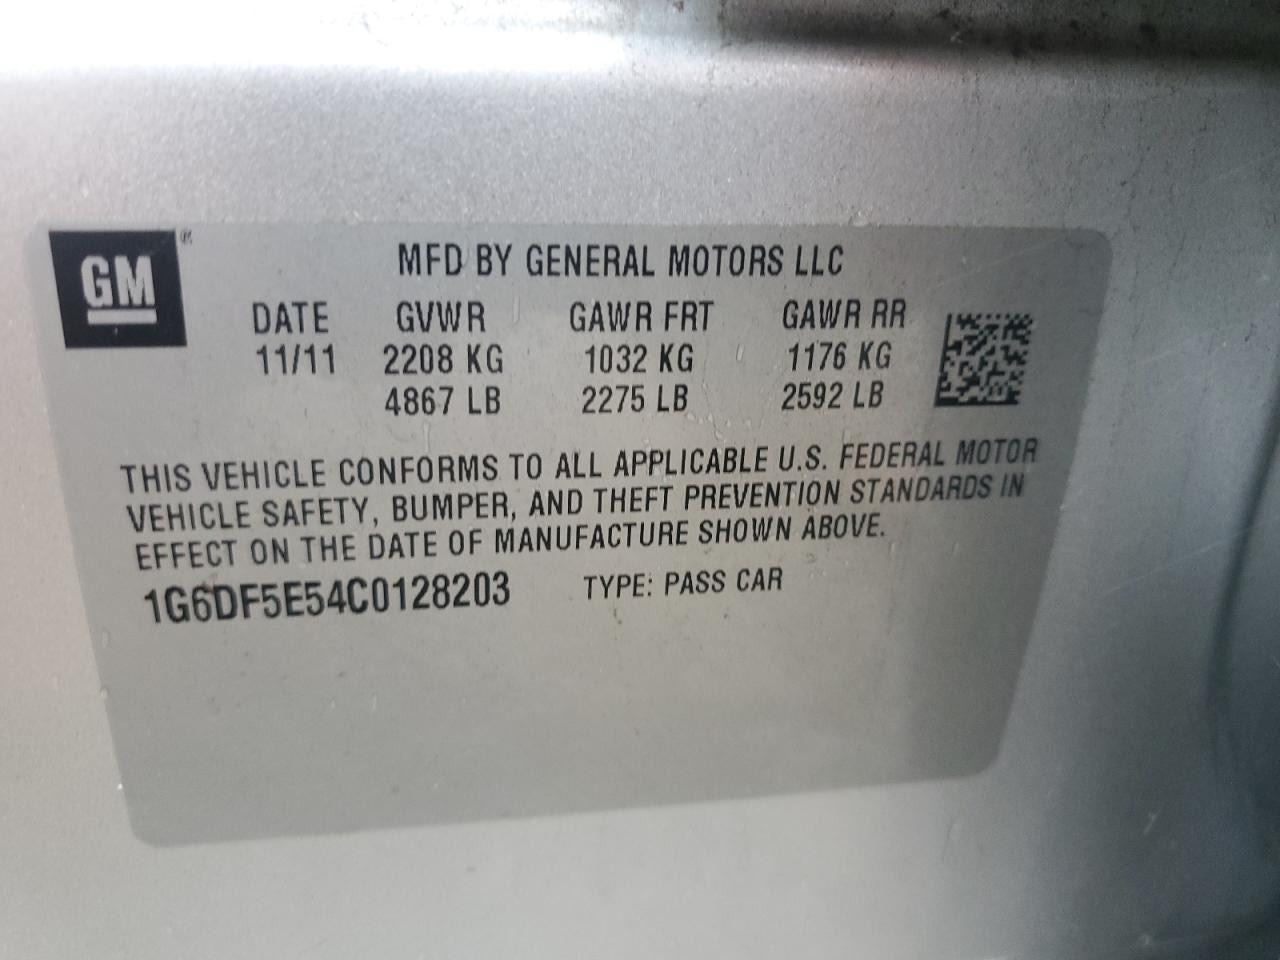 GM®
MFD BY GENERAL MOTORS LLC
DATE GVWR GAWR FRT GAWR RR
11/11 2208 KG 1032 KG 1176 KG
4867 LB 2275 LB 2592 LB
THIS VEHICLE CONFORMS TO ALL APPLICABLE U.S. FEDERAL MOTOR
VEHICLE SAFETY, BUMPER, AND THEFT PREVENTION STANDARDS IN
EFFECT ON THE DATE OF MANUFACTURE SHOWN ABOVE.
1G6DF5E54C0128203 TYPE: PASS CAR